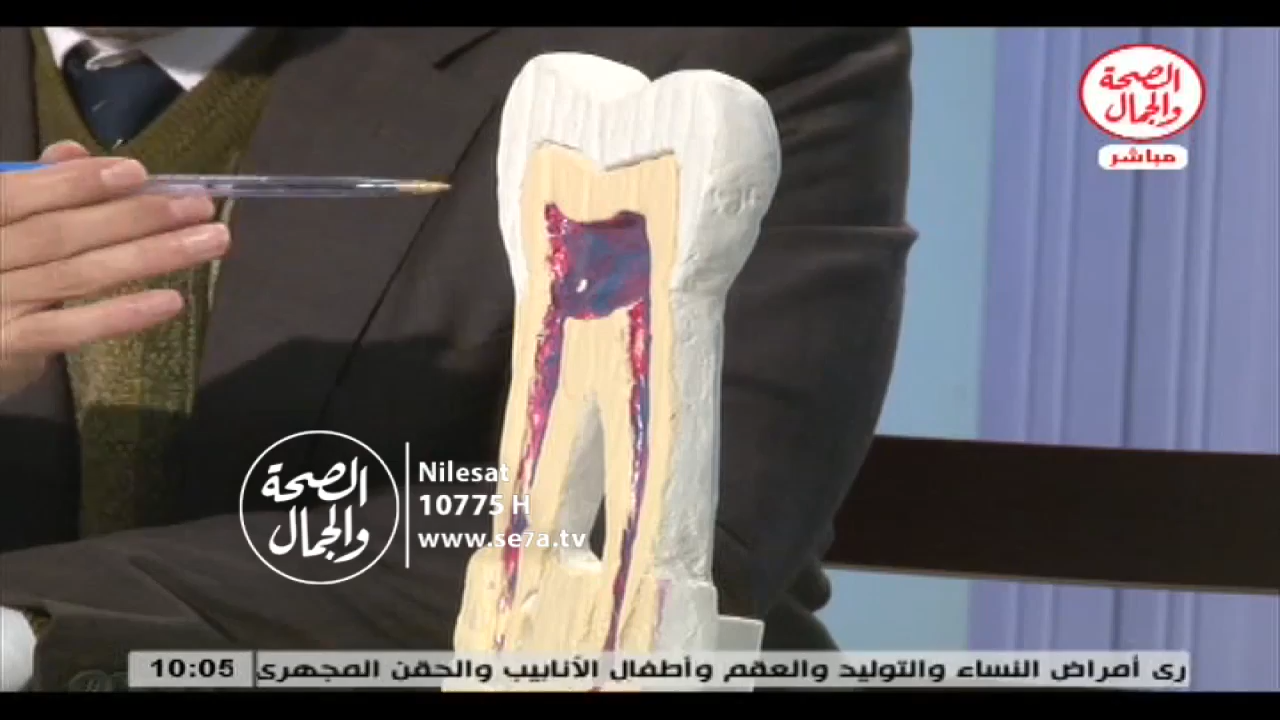 الصحة
والجمال
مباشر
الصحة
والجمال
Nilesat
10775 H
www.se7a.tv
رى أمراض النساء والتوليد والعقم وأطفال الأنابيب والحقن المجهرى
10:05